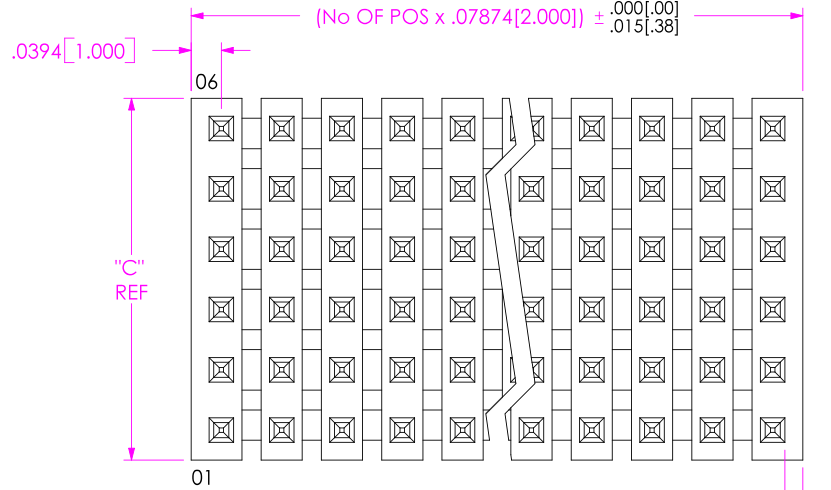 (No OF POS x .07874[2.000]) ± .000[.00]
.015[.38]
.0394[1.000]
06
"C"
REF
01